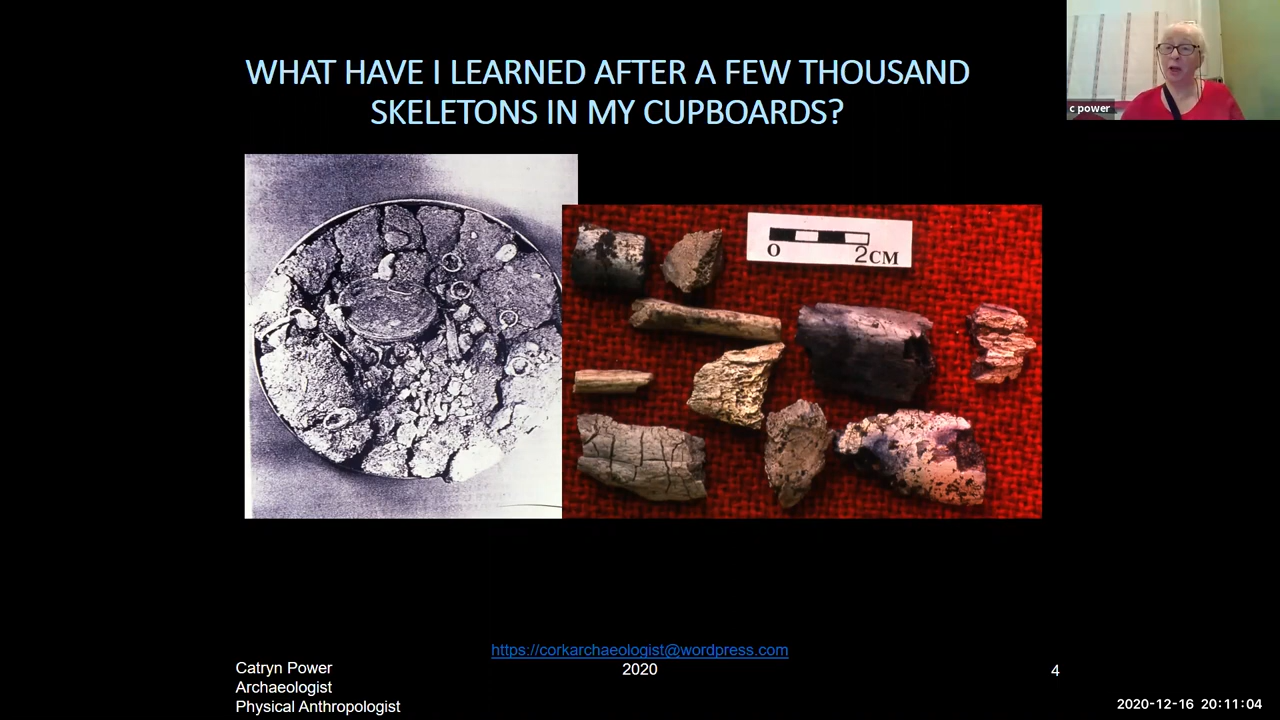 WHAT HAVE I LEARNED AFTER A FEW THOUSAND
SKELETONS IN MY CUPBOARDS?
c power
0 2CM
https://corkarchaeologist@wordpress.com
Catryn Power
2020
4
Archaeologist
Physical Anthropologist
2020-12-16 20:11:04